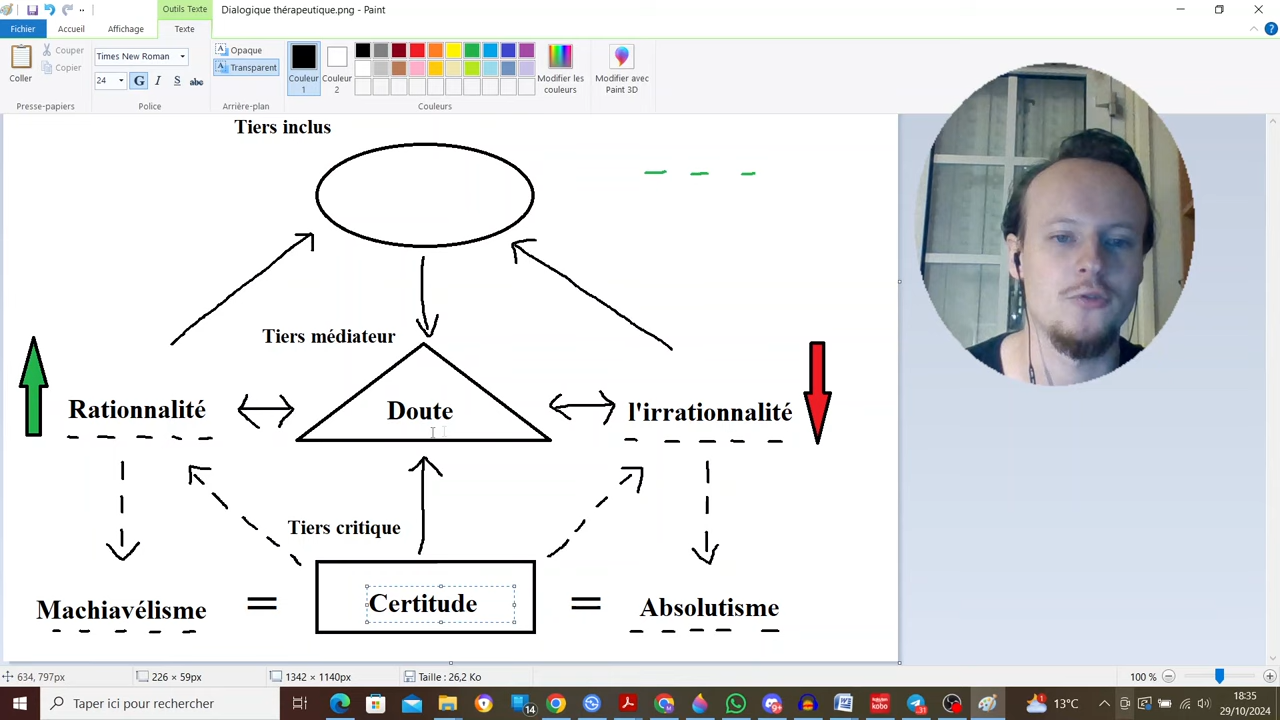 Outils Texte
Dialogique thérapeutique.png - Paint
Fichier
Accueil
Affichage
Texte
Coller
Couper
Copier
Presse-papiers
Times New Roman
24
G
I
S
abc
Police
Opaque
Transparent
Arrière-plan
Couleur
1
Couleur
2
Couleurs
Modifier les
couleurs
Modifier avec
Paint 3D
Tiers inclus
Tiers médiateur
Rationnalité
Doute
l'irrationnalité
Tiers critique
Machiavélisme
=
Certitude
=
Absolutisme
634, 797px
226 × 59px
1342 × 1140px
Taille : 26,2 Ko
100 %
Taper ici pour rechercher
14
13°C
18:35
29/10/2024